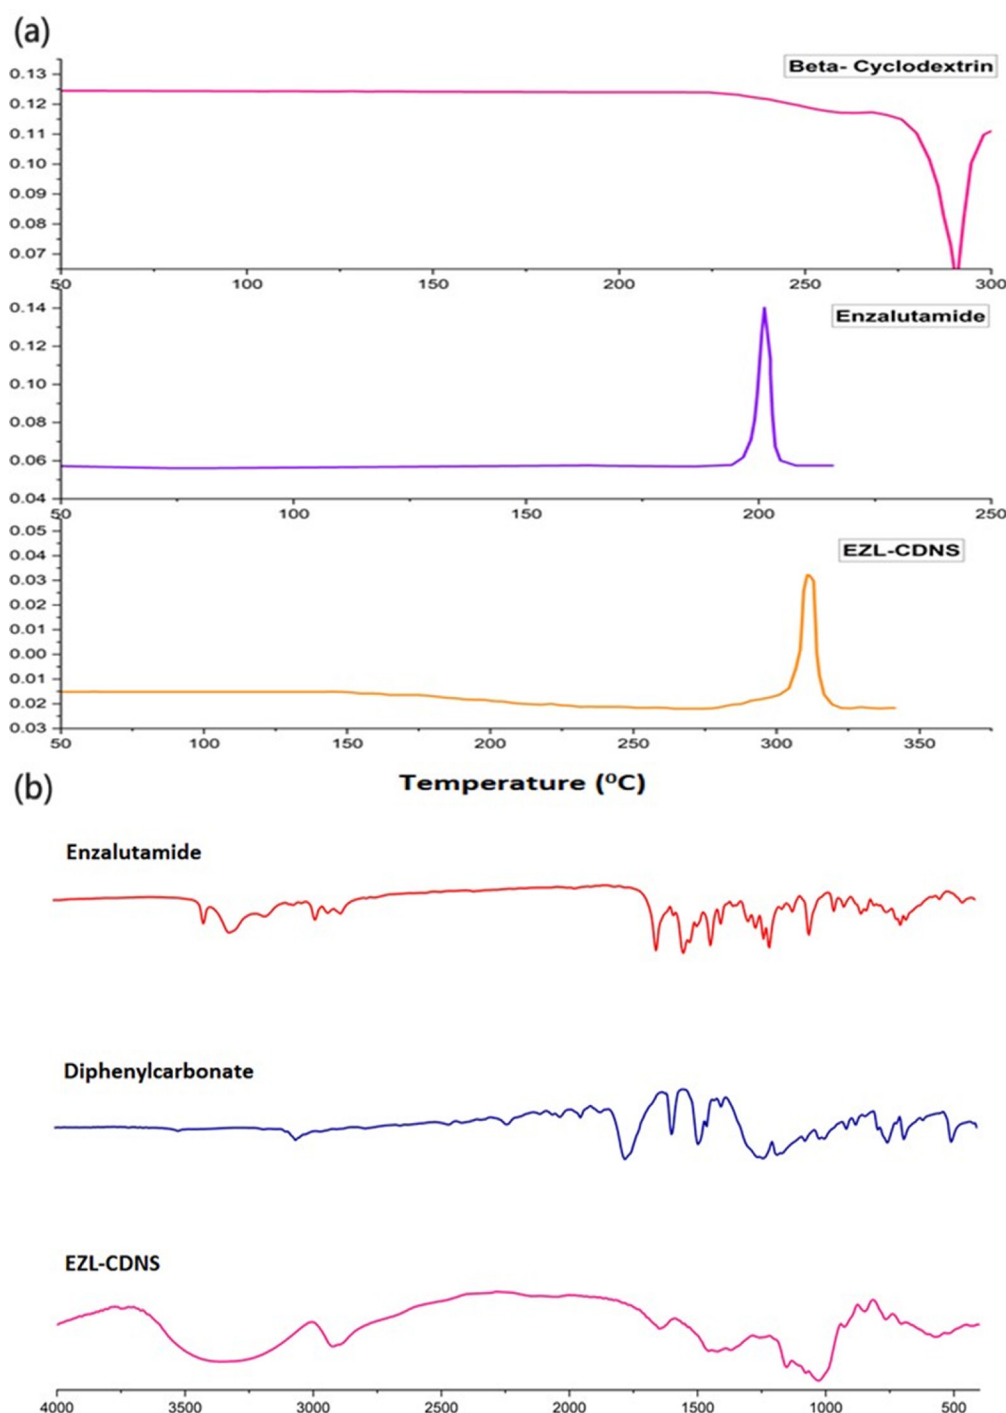 (a)
Beta- Cyclodextrin
0.13
0.12
0.11
0.10
0.09
0.08
0.07
50 100 150 200 250 300
Enzalutamide
0.14
0.12
0.10
0.08
0.06
0.04
50 100 150 200 250
EZL-CDNS
0.05
0.04
0.03
0.02
0.01
0.00
0.01
0.02
0.03
50 100 150 200 250 300 350
Temperature (⁰C)
(b)
Enzalutamide
Diphenylcarbonate
EZL-CDNS
4000 3500 3000 2500 2000 1500 1000 500